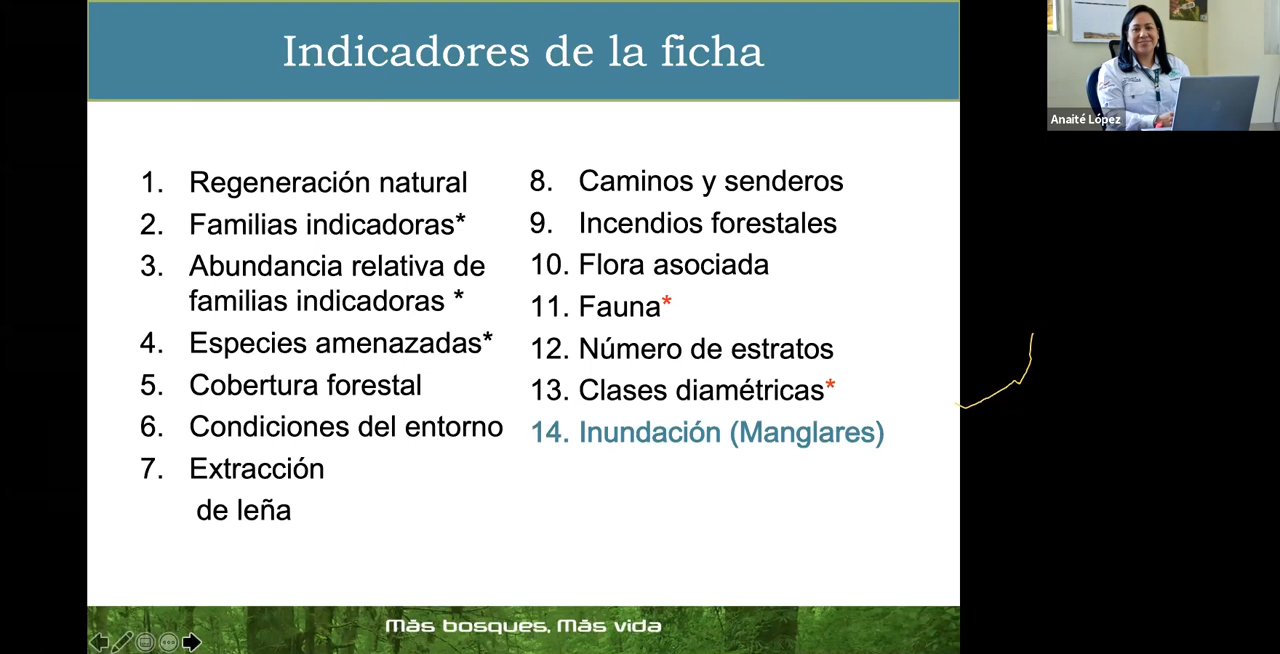 Indicadores de la ficha
1. Regeneración natural
2. Familias indicadoras*
3. Abundancia relativa de
familias indicadoras *
4. Especies amenazadas*
5. Cobertura forestal
6. Condiciones del entorno
7. Extracción
de leña
8. Caminos y senderos
9. Incendios forestales
10. Flora asociada
11. Fauna*
12. Número de estratos
13. Clases diamétricas*
14. Inundación (Manglares)
Más bosques, Más vida
Anaité López